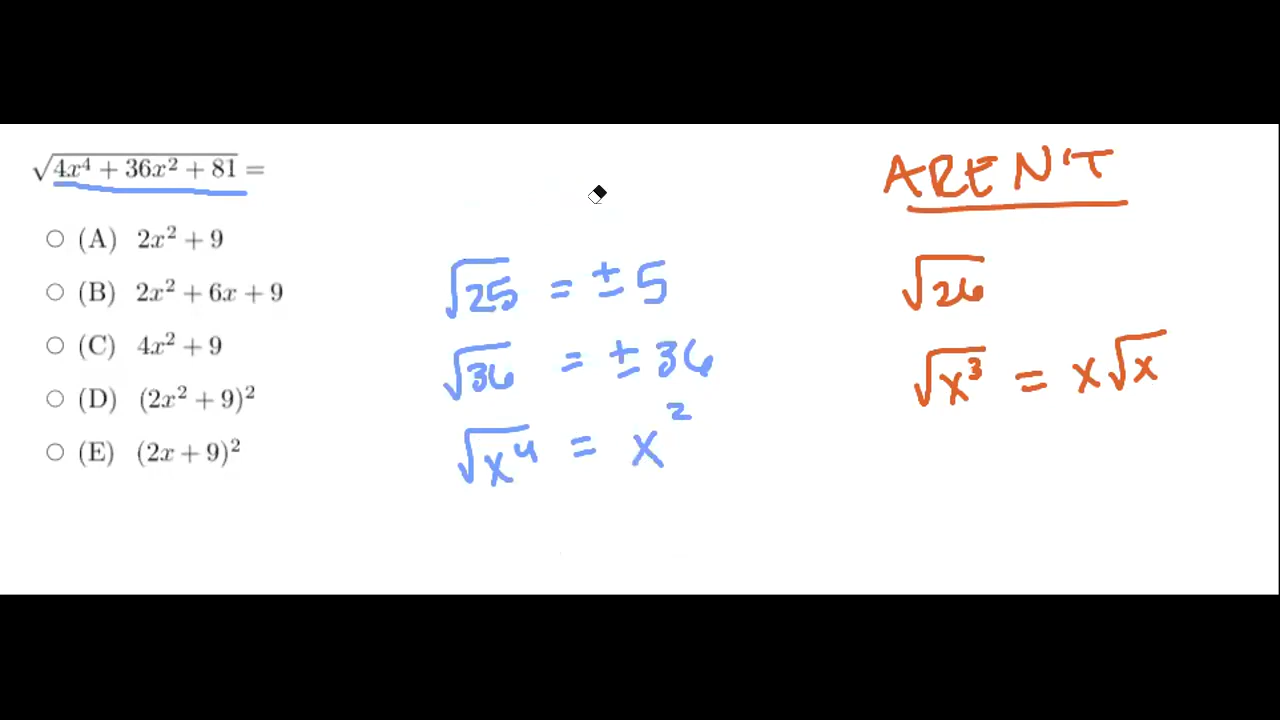 √4x⁴ + 36x² + 81 =
(A) 2x² + 9
(B) 2x² + 6x + 9
(C) 4x² + 9
(D) (2x² + 9)²
(E) (2x + 9)²
√25 = ± 5
√36 = ± 36
√x⁴ = x²
AREN'T
√26
√x³ = x√x